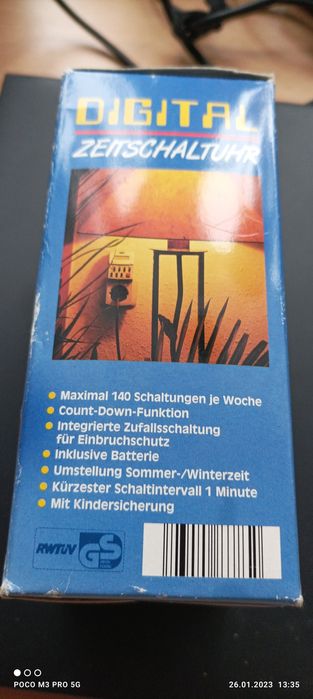 DIGITAL
ZEITSCHALTUHR
Maximal 140 Schaltungen je Woche
Count-Down-Funktion
Integrierte Zufallsschaltung
für Einbruchschutz
Inklusive Batterie
Umstellung Sommer-/Winterzeit
Kürzester Schaltintervall 1 Minute
Mit Kindersicherung
RWTÜV GS
POCO M3 PRO 5G
26.01.2023 13:35